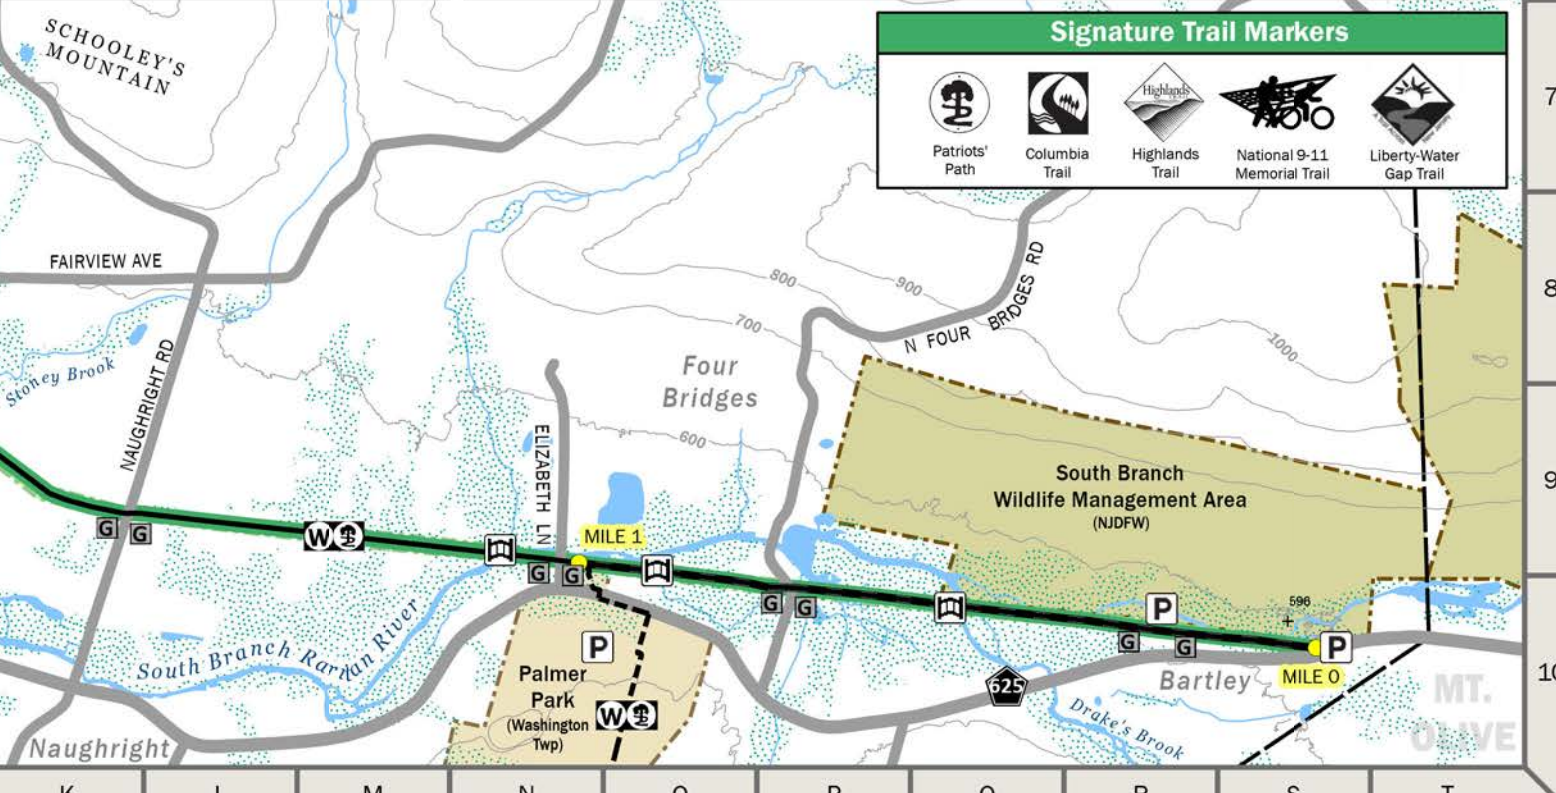 SCHOOLEY'S
MOUNTAIN
Signature Trail Markers
Highlands
TRAIL
Patriots'
Path
Columbia
Trail
Highlands
Trail
National 9-11
Memorial Trail
Liberty-Water
Gap Trail
7
FAIRVIEW AVE
N FOUR BRIDGES RD
800
900
700
1000
8
Stoney Brook
NAUGHRIGHT RD
Four
Bridges
600
ELIZABETH LN
South Branch
Wildlife Management Area
(NJDFW)
9
G
G
W
MILE 1
G
G
G
G
P
596
G
G
P
MILE 0
South Branch Raritan River
P
Palmer
Park
(Washington
Twp)
W
625
Bartley
Drake's Brook
MT.
OLIVE
10
Naughright
K
L
M
N
O
P
Q
R
S
T